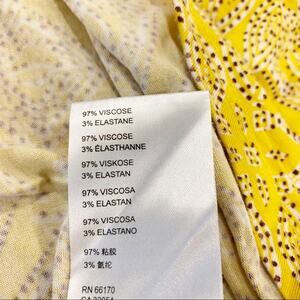 97% VISCOSE
3% ELASTANE
97% VISCOSE
3% ÉLASTHANNE
97% VISKOSE
3% ELASTAN
97% VISCOSA
3% ELASTAN
97% VISCOSA
3% ELASTANO
97% 粘胶
3% 氨纶
RN 66170